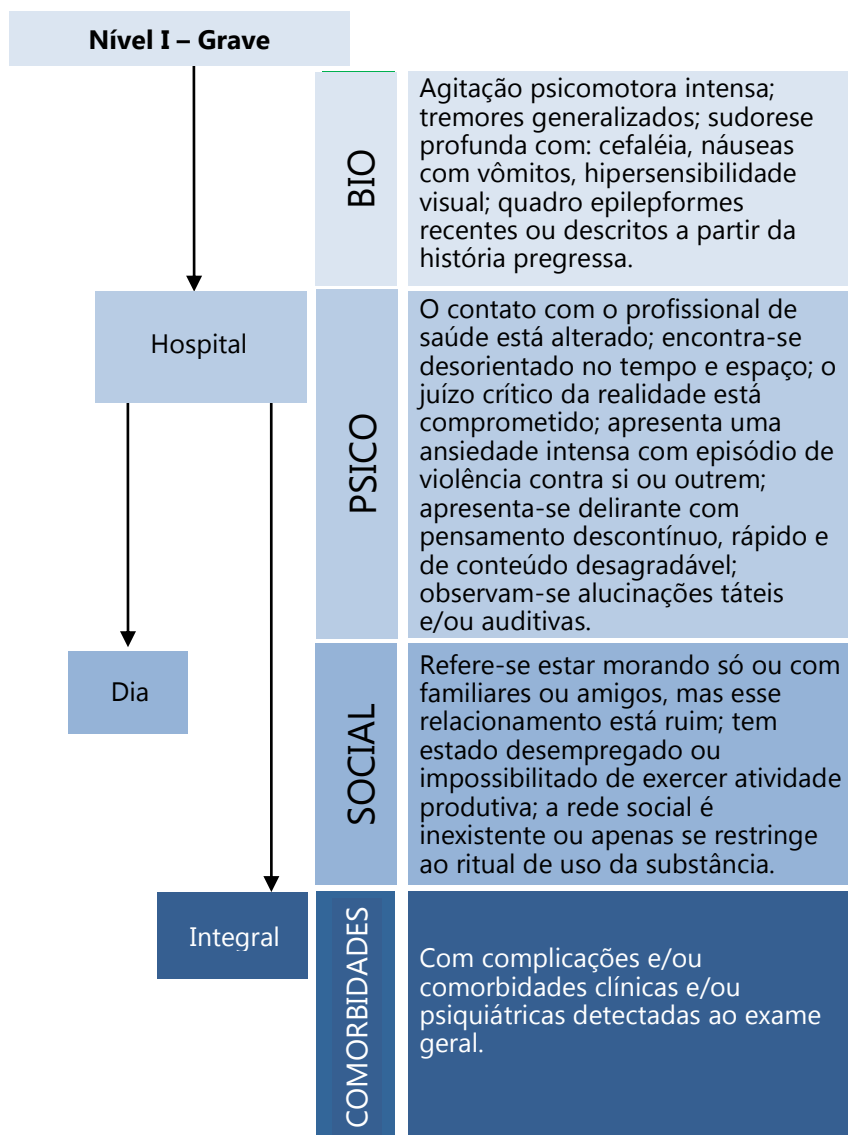 Nível I – Grave
BIO
Agitação psicomotora intensa;
tremores generalizados; sudorese
profunda com: cefaléia, náuseas
com vômitos, hipersensibilidade
visual; quadro epilepformes
recentes ou descritos a partir da
história pregressa.
Hospital
PSICO
O contato com o profissional de
saúde está alterado; encontra-se
desorientado no tempo e espaço; o
juízo crítico da realidade está
comprometido; apresenta uma
ansiedade intensa com episódio de
violência contra si ou outrem;
apresenta-se delirante com
pensamento descontínuo, rápido e
de conteúdo desagradável;
observam-se alucinações táteis
e/ou auditivas.
Dia
SOCIAL
Refere-se estar morando só ou com
familiares ou amigos, mas esse
relacionamento está ruim; tem
estado desempregado ou
impossibilitado de exercer atividade
produtiva; a rede social é
inexistente ou apenas se restringe
ao ritual de uso da substância.
Integral
COMORBIDADES
Com complicações e/ou
comorbidades clínicas e/ou
psiquiátricas detectadas ao exame
geral.